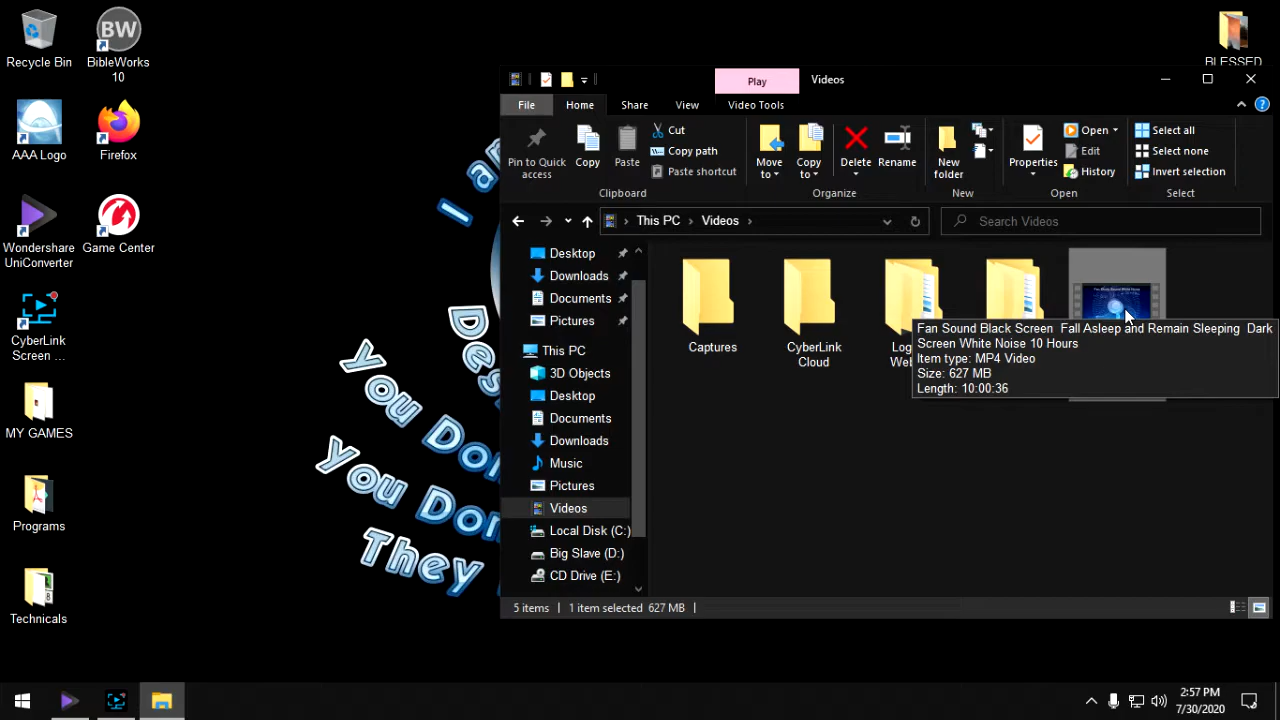 Recycle Bin
BibleWorks
10
AAA Logo
Firefox
Wondershare
UniConverter
Game Center
CyberLink
Screen ...
MY GAMES
Programs
Technicals
BLESSED
I am
Des
You Don
You Don
They
Play
Videos
File
Home
Share
View
Video Tools
Pin to Quick
access
Copy
Paste
Cut
Copy path
Paste shortcut
Clipboard
Move
to
Copy
to
Delete
Rename
Organize
New
folder
New
Properties
Open
Edit
History
Open
Select all
Select none
Invert selection
Select
This PC
Videos
Search Videos
Desktop
Downloads
Documents
Pictures
This PC
3D Objects
Desktop
Documents
Downloads
Music
Pictures
Videos
Local Disk (C:)
Big Slave (D:)
CD Drive (E:)
Captures
CyberLink
Cloud
Log
Web
Fan Sound Black Screen  Fall Asleep and Remain Sleeping  Dark
Screen White Noise 10 Hours
Item type: MP4 Video
Size: 627 MB
Length: 10:00:36
5 items
1 item selected  627 MB
2:57 PM
7/30/2020